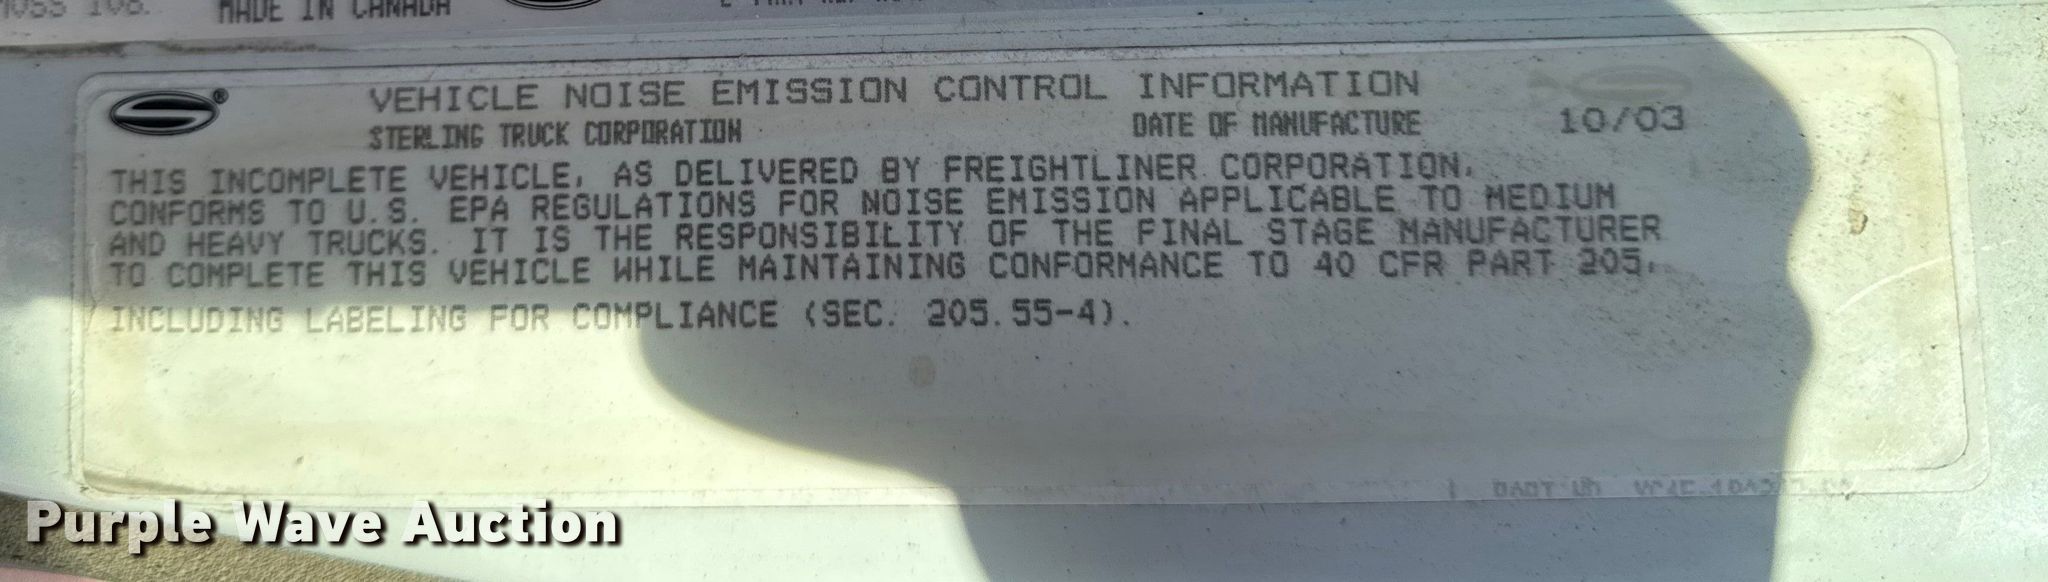 MADE IN CANADA
®
VEHICLE NOISE EMISSION CONTROL INFORMATION
STERLING TRUCK CORPORATION DATE OF MANUFACTURE 10/03
THIS INCOMPLETE VEHICLE, AS DELIVERED BY FREIGHTLINER CORPORATION,
CONFORMS TO U.S. EPA REGULATIONS FOR NOISE EMISSION APPLICABLE TO MEDIUM
AND HEAVY TRUCKS. IT IS THE RESPONSIBILITY OF THE FINAL STAGE MANUFACTURER
TO COMPLETE THIS VEHICLE WHILE MAINTAINING CONFORMANCE TO 40 CFR PART 205,
INCLUDING LABELING FOR COMPLIANCE (SEC. 205.55-4).
PART NO
Purple Wave Auction